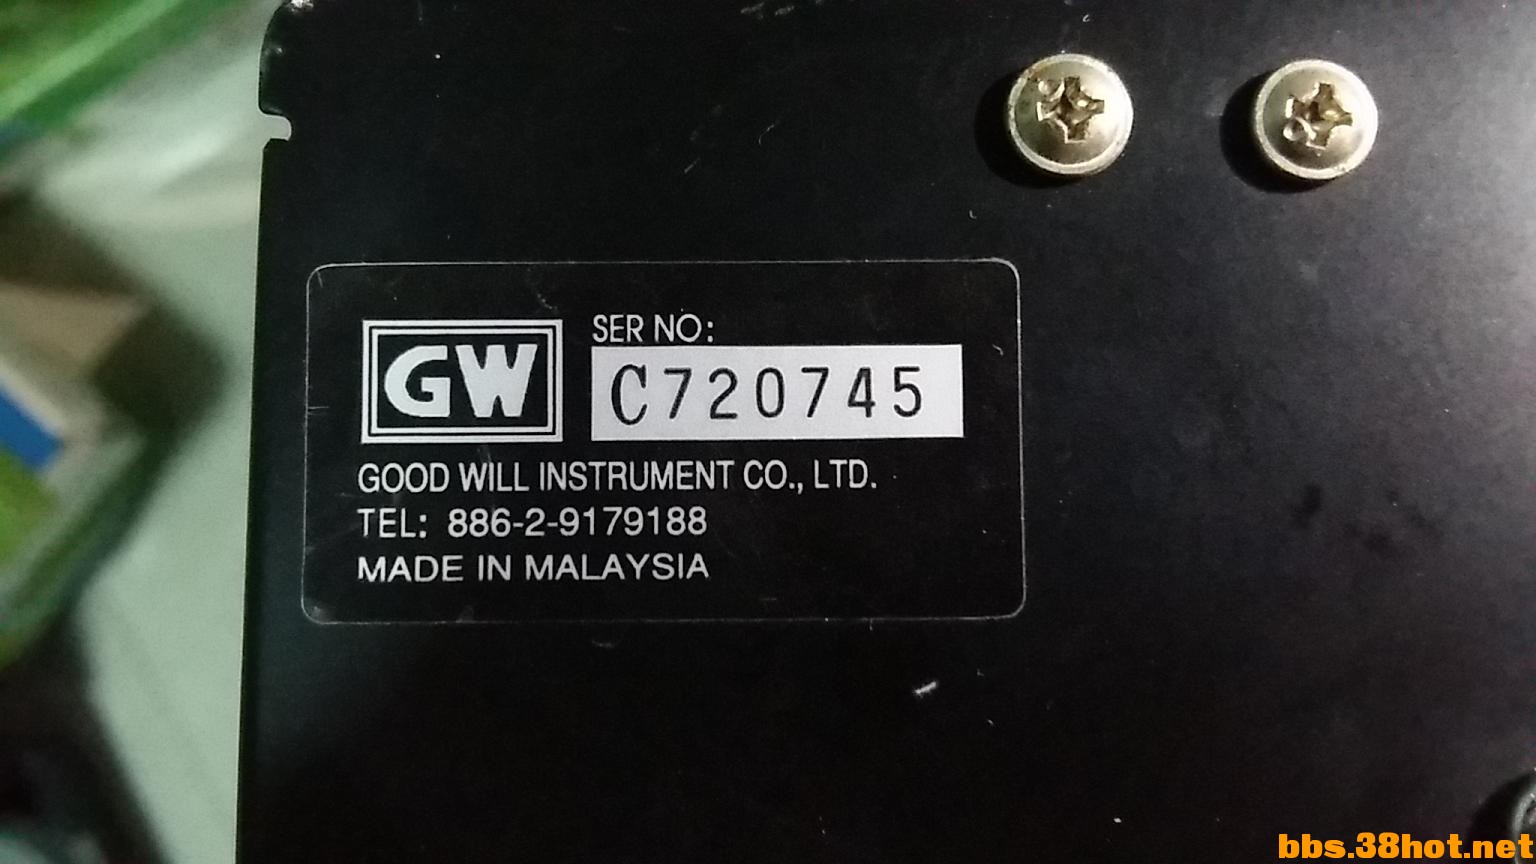 SER NO:
GW
C720745
GOOD WILL INSTRUMENT CO., LTD.
TEL: 886-2-9179188
MADE IN MALAYSIA
bbs.38hot.net